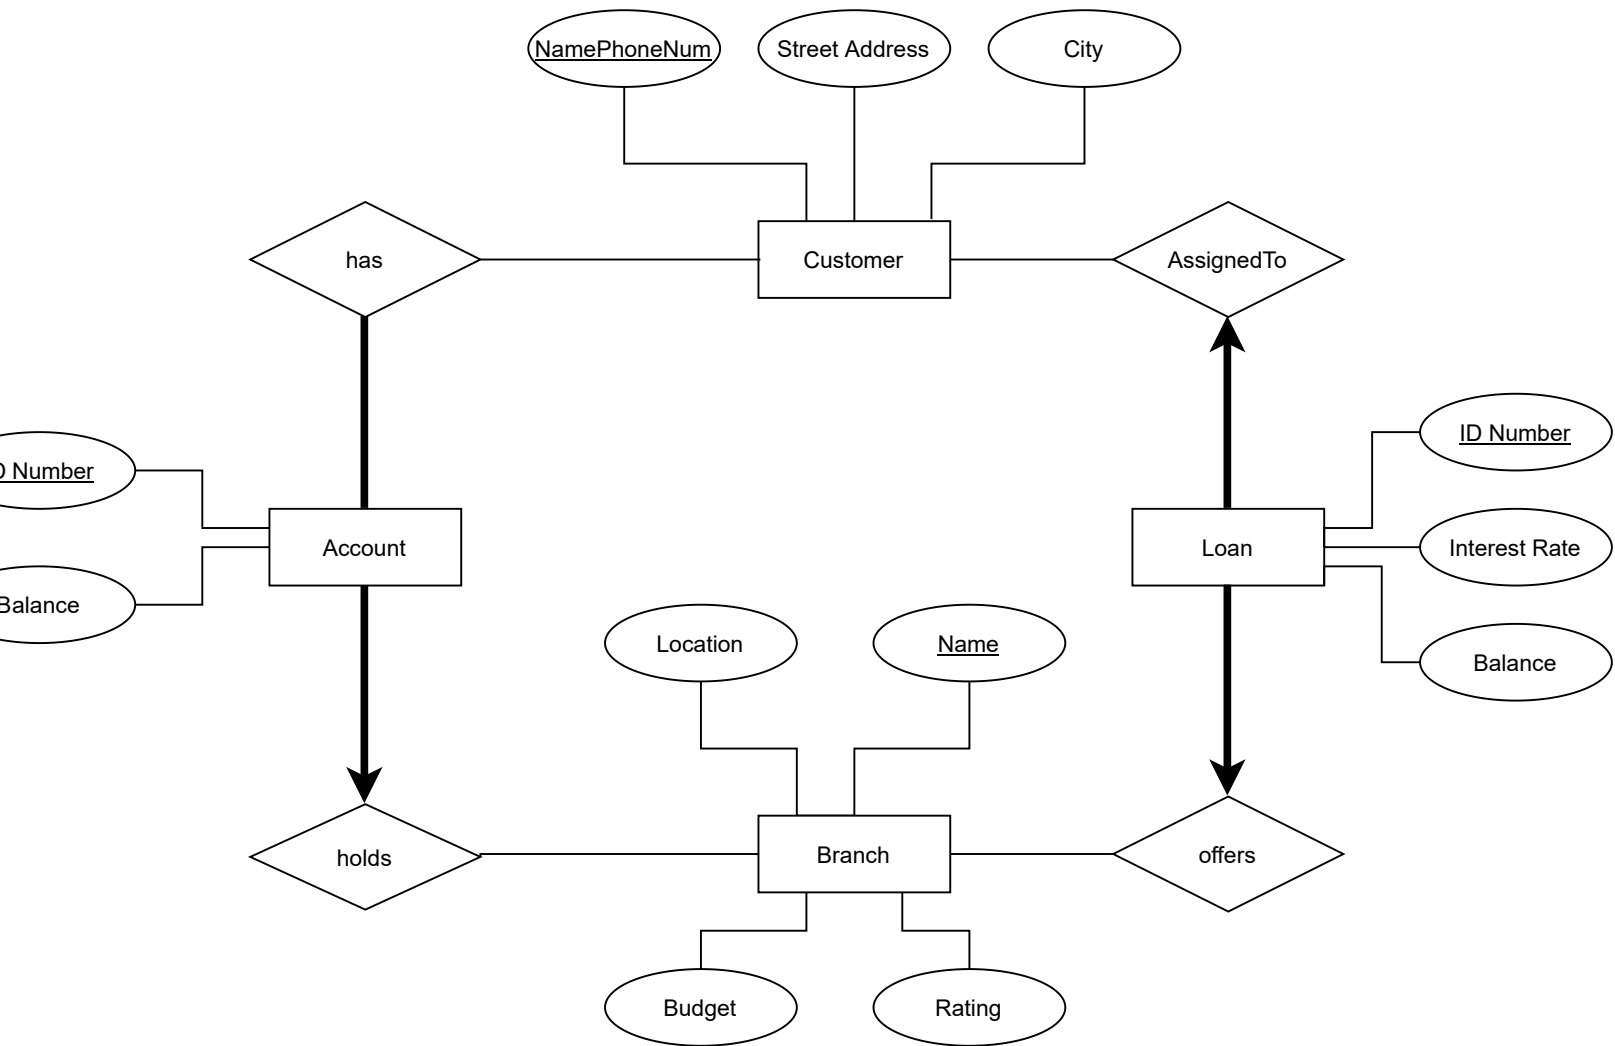 NamePhoneNum
Street Address
City
has
Customer
AssignedTo
D Number
Balance
Account
Loan
ID Number
Interest Rate
Balance
Location
Name
holds
Branch
offers
Budget
Rating